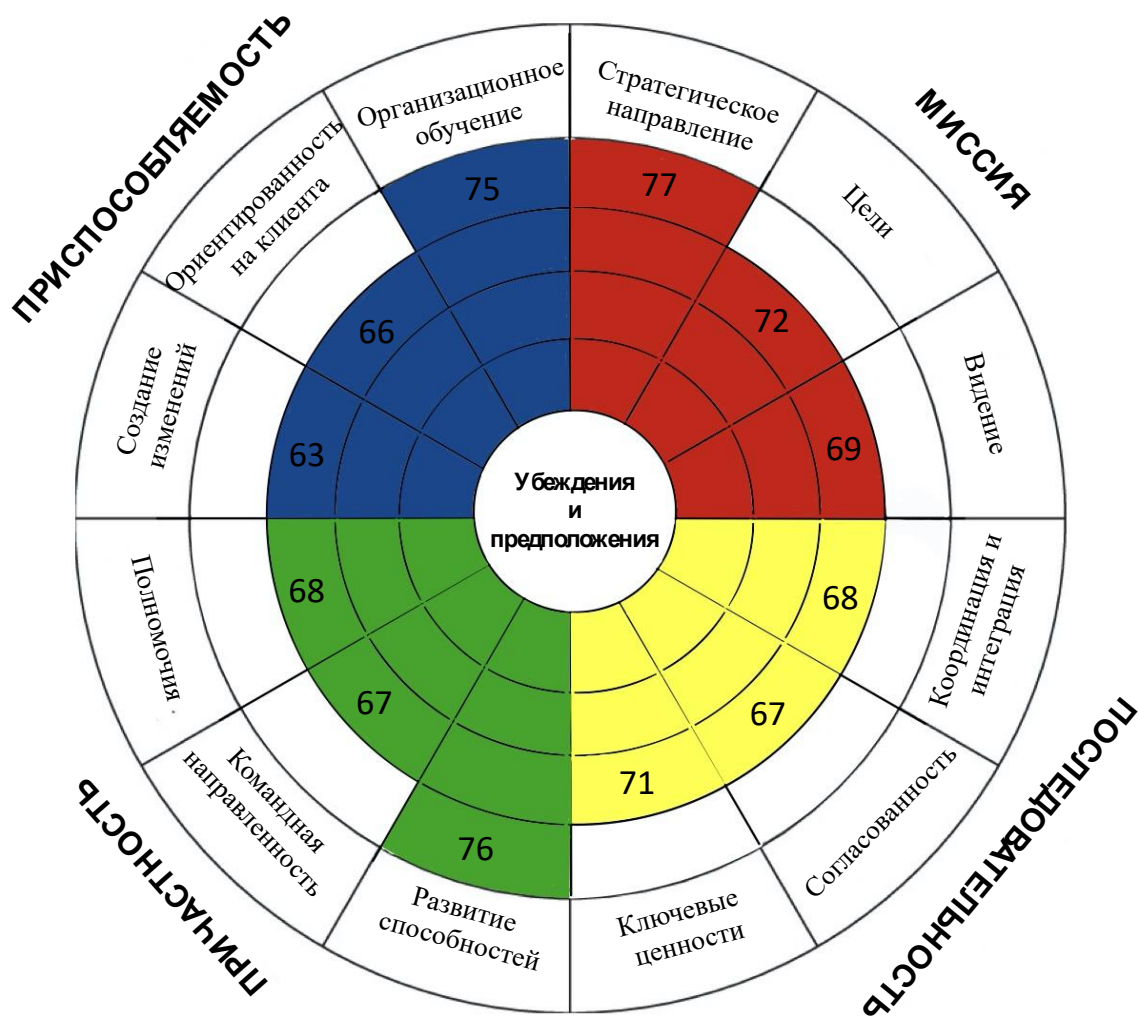 ПРИСПОСОБЛЯЕМОСТЬ
МИССИЯ
ПОСЛЕДОВАТЕЛЬНОСТЬ
ПРИЧАСТНОСТЬ
Организационное
обучение
75
Стратегическое
направление
77
Ориентированность
на клиента
66
Цели
72
Создание
изменений
63
Видение
69
Убеждения
и
предположения
Полномочия
68
Координация и
интеграция
68
Командная
направленность
67
Согласованность
67
Развитие
способностей
76
Ключевые
ценности
71